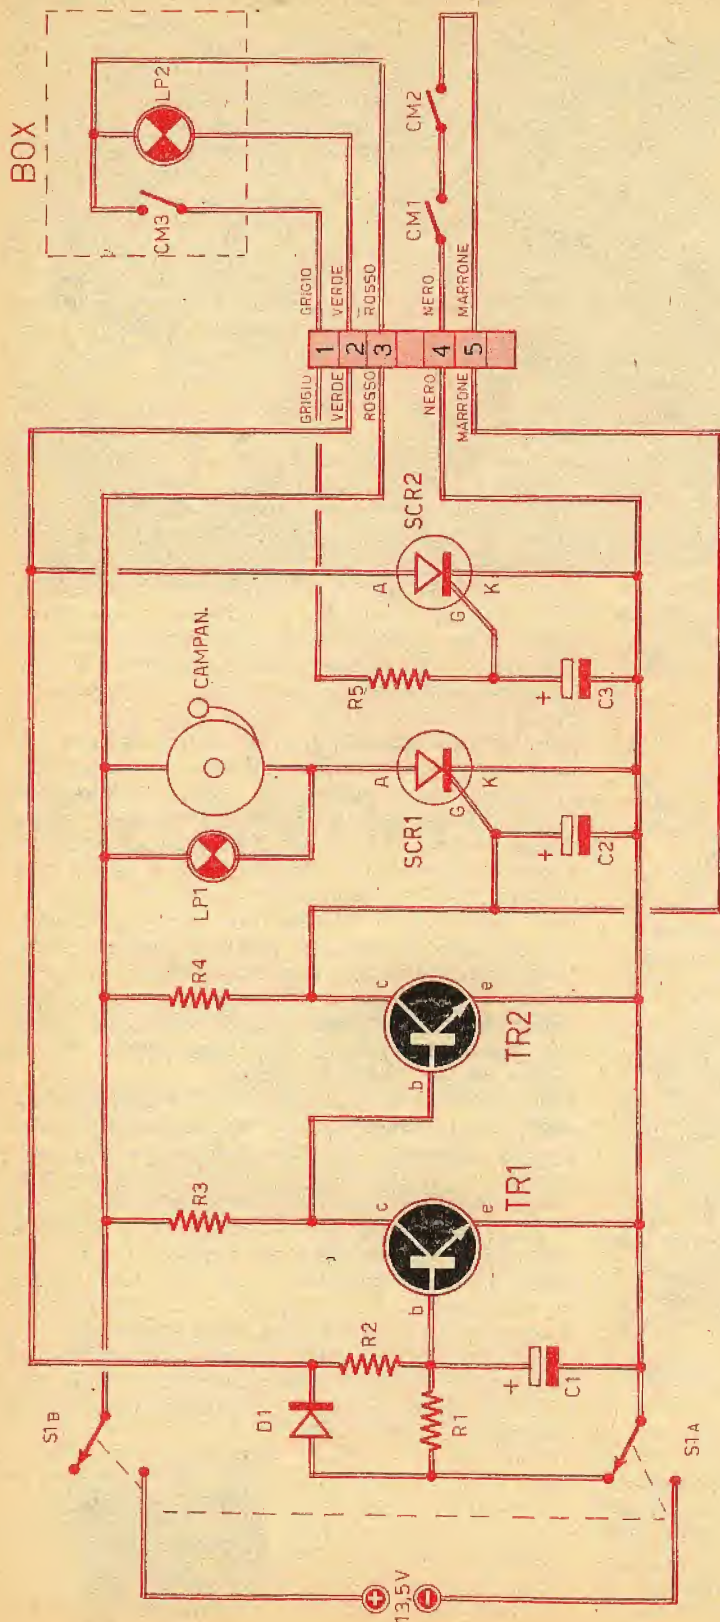 BOX
LP2
CM3
CM2
CM1
GRIGIO
VERDE
ROSSO
NERO
MARRONE
1
2
3
4
5
GRIGIO
VERDE
ROSSO
NERO
MARRONE
CAMPAN.
LP1
R5
A
G
K
SCR2
+
C3
A
G
K
SCR1
+
C2
R4
c
b
e
TR2
R3
c
b
e
TR1
D1
R2
R1
+
C1
S1B
S1A
+
13,5V
−